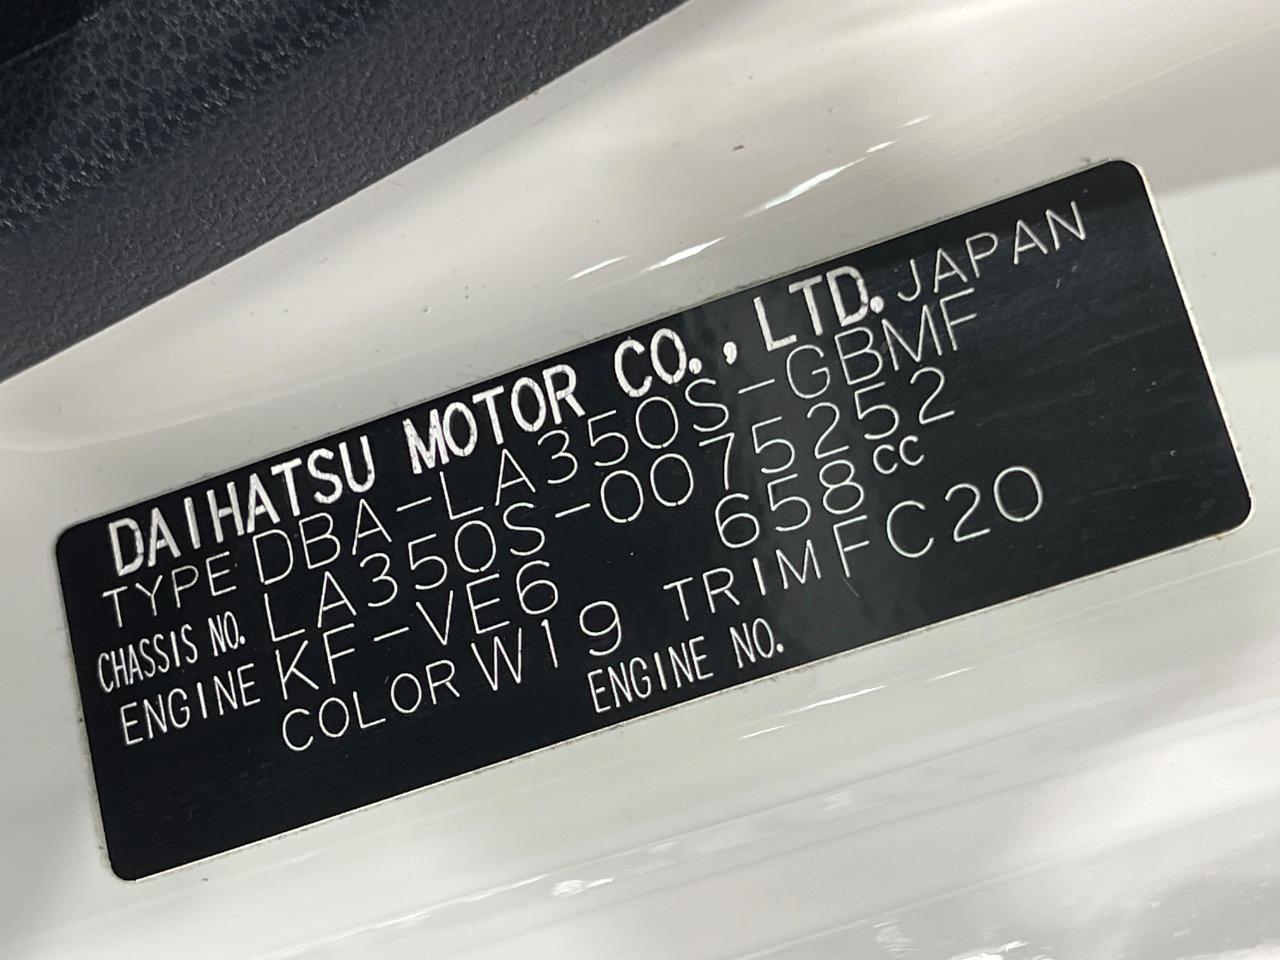 DAIHATSU MOTOR CO., LTD. JAPAN
TYPE DBA-LA350S-GBMF
CHASSIS NO. LA350S-0075252
ENGINE KF-VE6 658cc
COLOR W19 TRIM FC20
ENGINE NO.